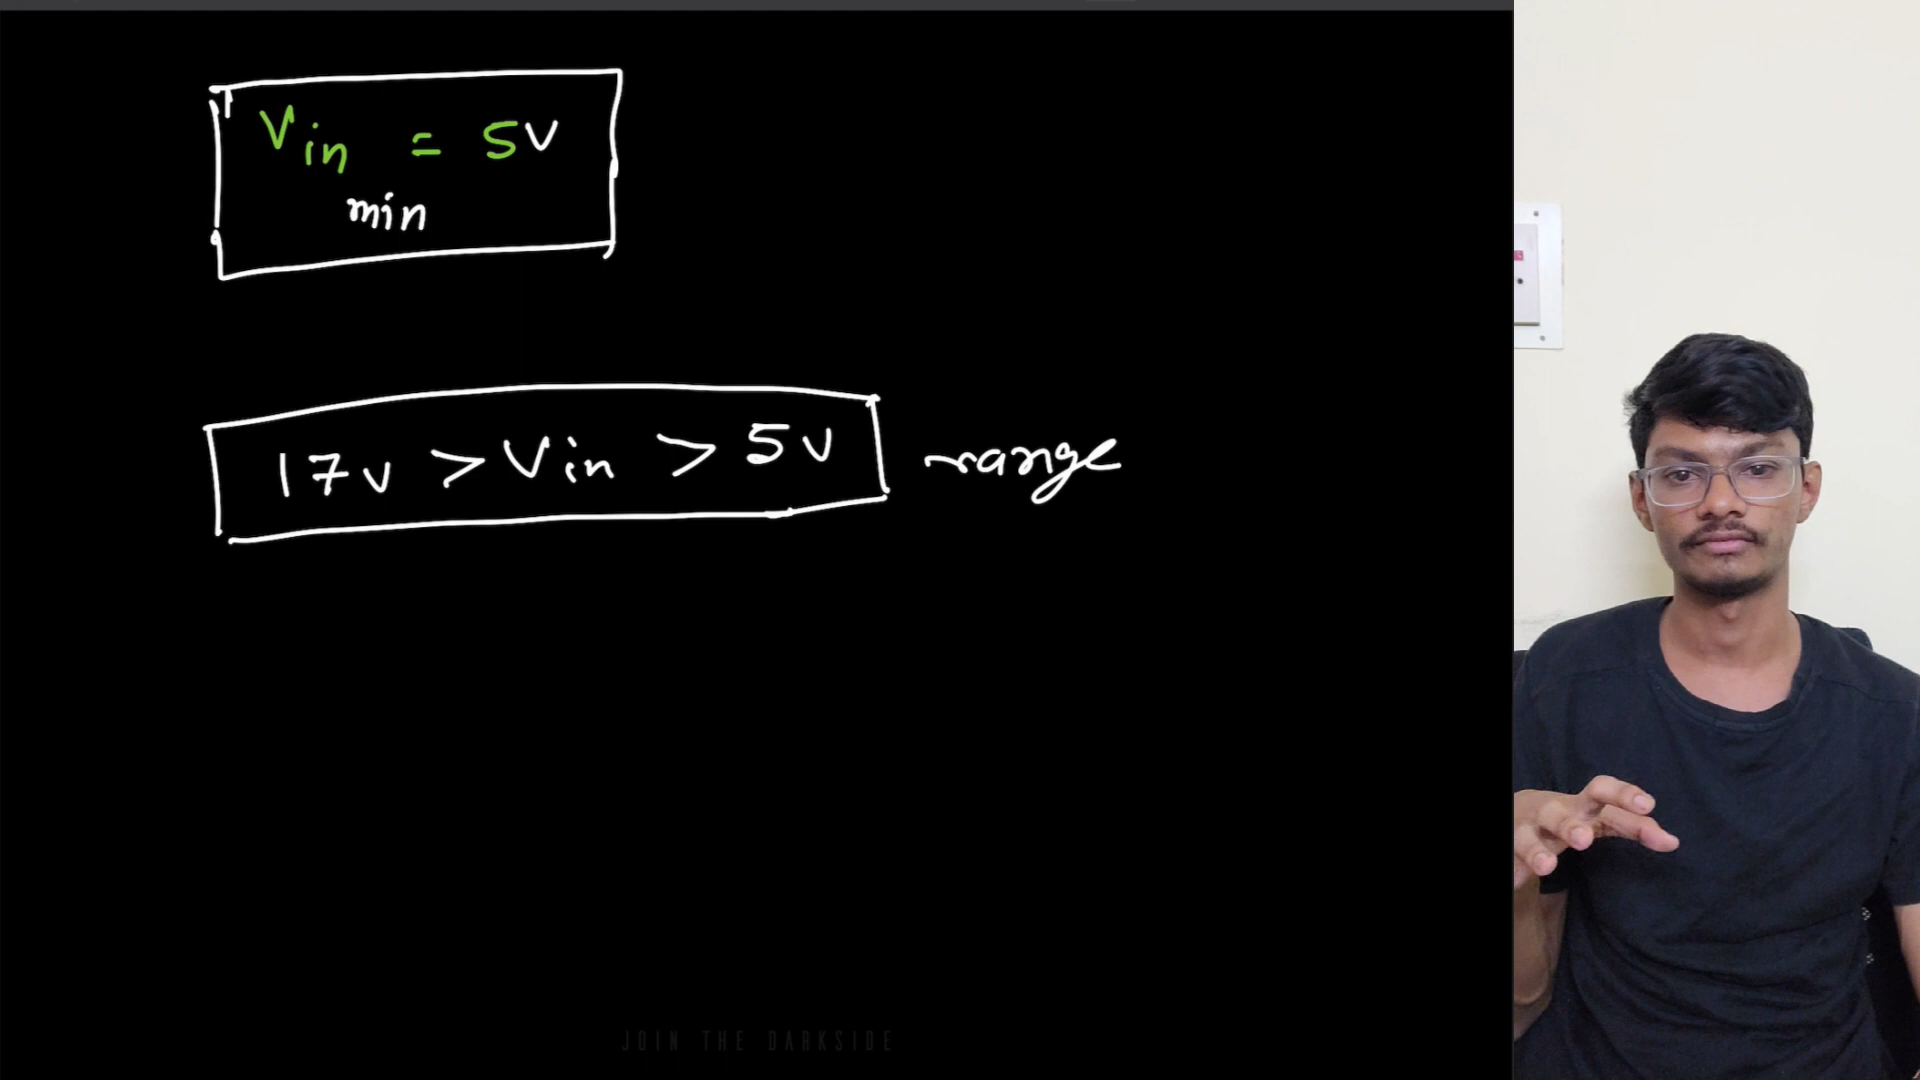 Vin = 5V
min
17V > Vin > 5V range
JOIN THE DARKSIDE